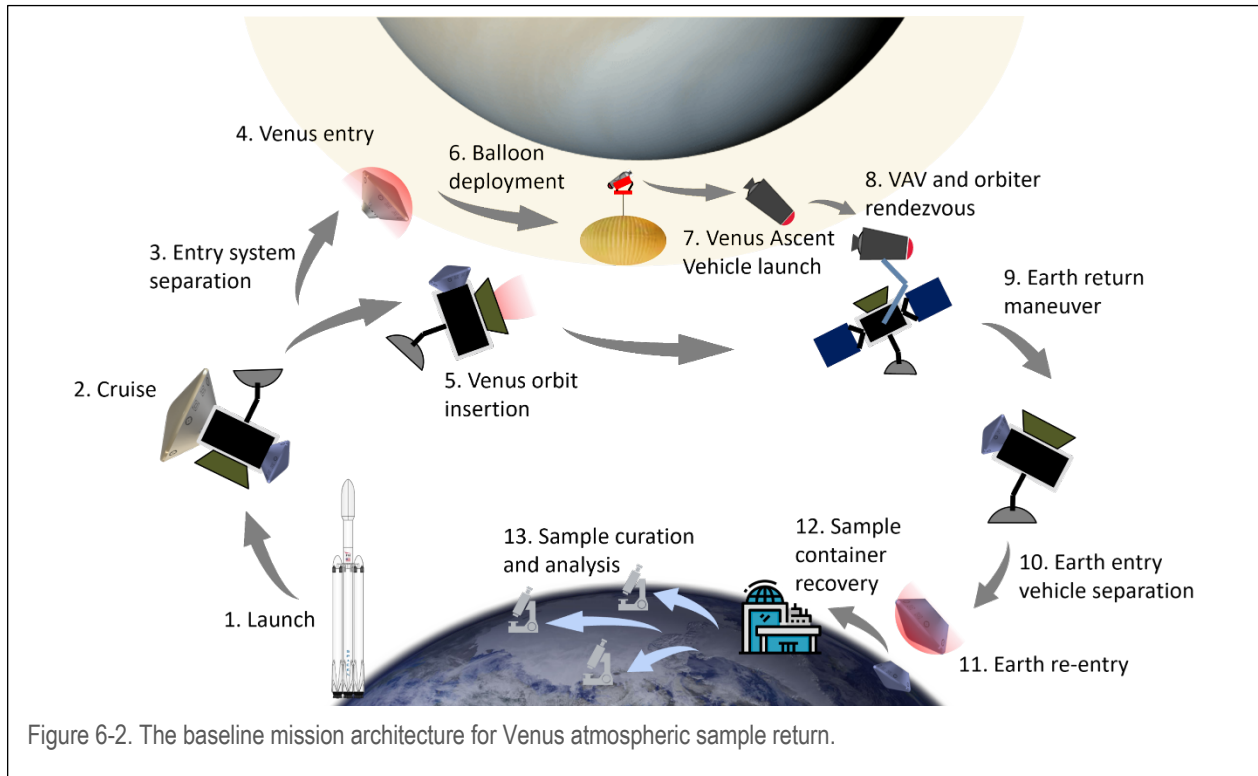 4. Venus entry
6. Balloon
deployment
8. VAV and orbiter
rendezvous
3. Entry system
separation
7. Venus Ascent
Vehicle launch
9. Earth return
maneuver
2. Cruise
5. Venus orbit
insertion
12. Sample
container
recovery
13. Sample curation
and analysis
10. Earth entry
vehicle separation
1. Launch
11. Earth re-entry
Figure 6-2. The baseline mission architecture for Venus atmospheric sample return.